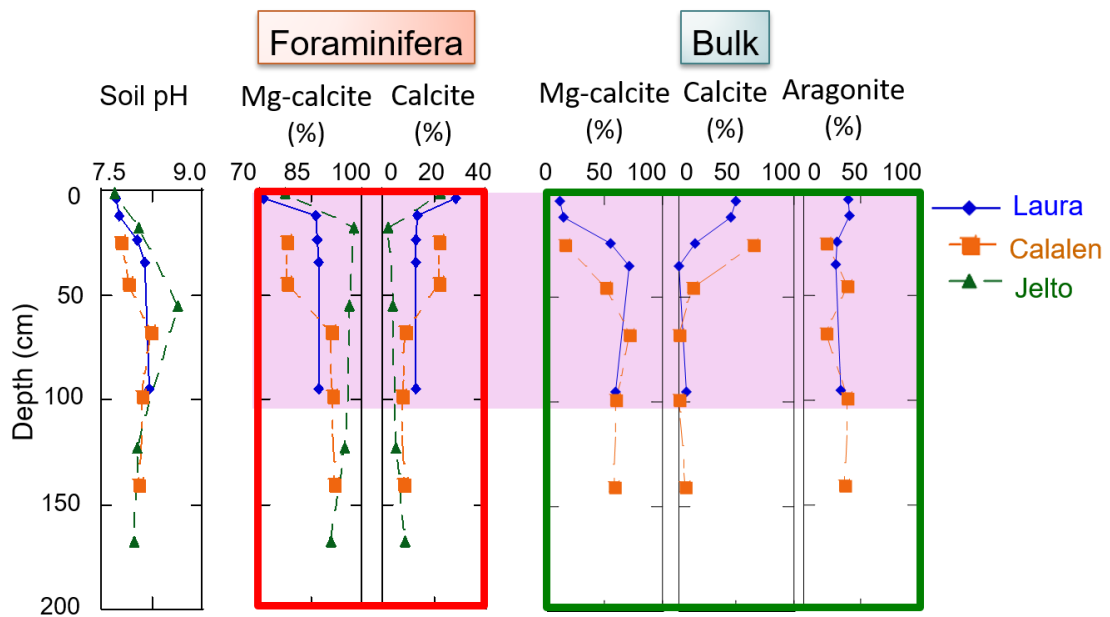 Foraminifera
Bulk
Soil pH
Mg-calcite
(%)
Calcite
(%)
Mg-calcite
(%)
Calcite
(%)
Aragonite
(%)
7.5 9.0
70 85 100
0 20 40
0 50 100
0 50 100
0 50 100
0
50
100
150
200
Depth (cm)
Laura
Calalen
Jelto